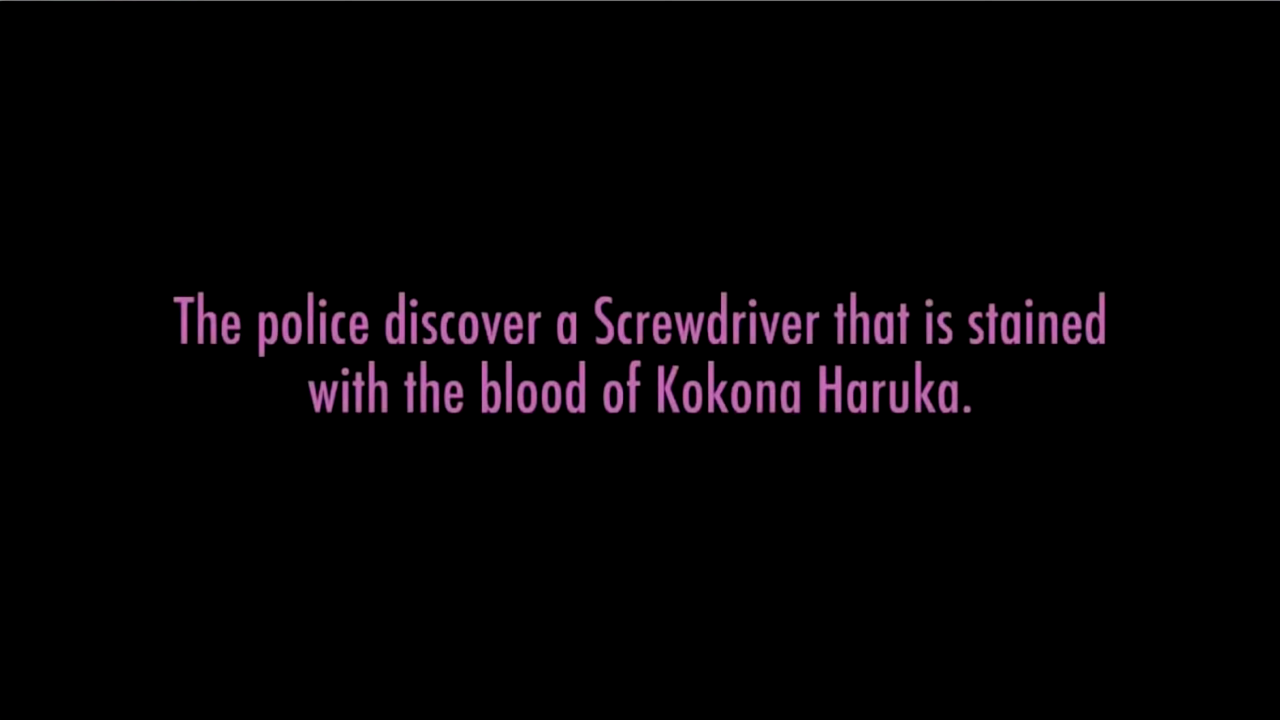 The police discover a Screwdriver that is stained
with the blood of Kokona Haruka.